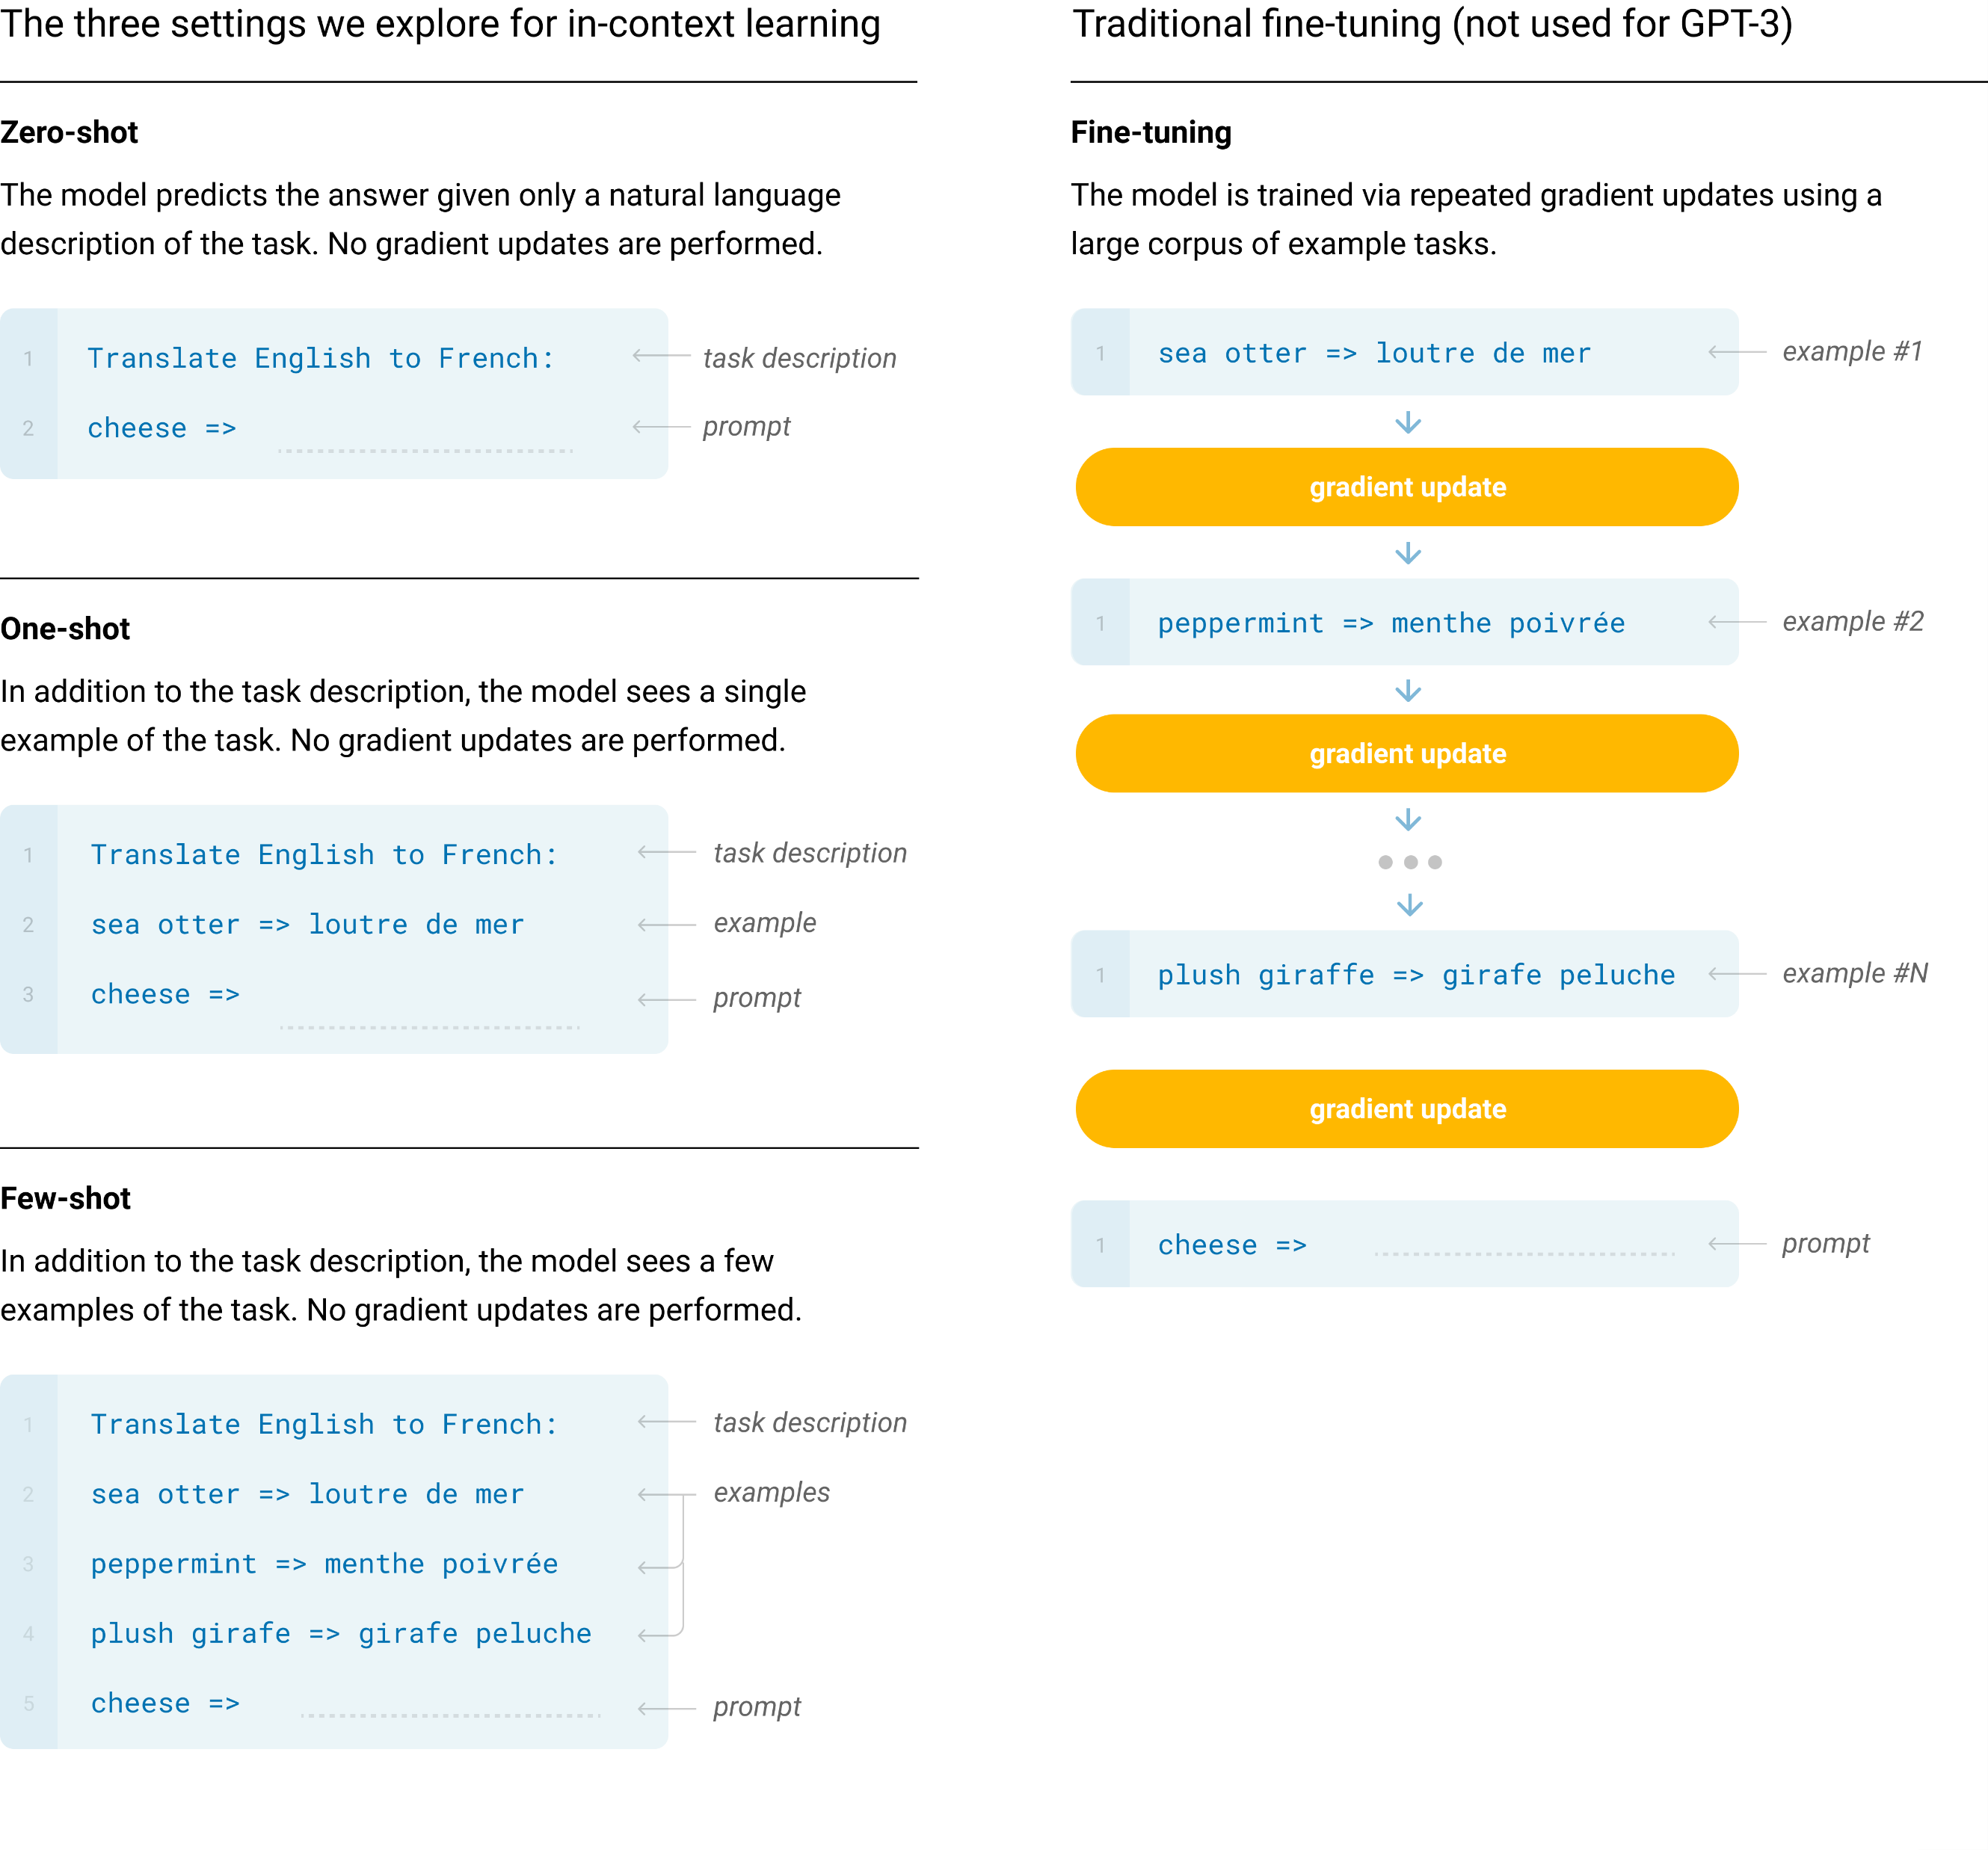 The three settings we explore for in-context learning
Zero-shot
The model predicts the answer given only a natural language
description of the task. No gradient updates are performed.
1 Translate English to French: task description
2 cheese => prompt
One-shot
In addition to the task description, the model sees a single
example of the task. No gradient updates are performed.
1 Translate English to French: task description
2 sea otter => loutre de mer example
3 cheese => prompt
Few-shot
In addition to the task description, the model sees a few
examples of the task. No gradient updates are performed.
1 Translate English to French: task description
2 sea otter => loutre de mer examples
3 peppermint => menthe poivrée
4 plush girafe => girafe peluche
5 cheese => prompt
Traditional fine-tuning (not used for GPT-3)
Fine-tuning
The model is trained via repeated gradient updates using a
large corpus of example tasks.
1 sea otter => loutre de mer example #1
gradient update
1 peppermint => menthe poivrée example #2
gradient update
1 plush giraffe => girafe peluche example #N
gradient update
1 cheese => prompt